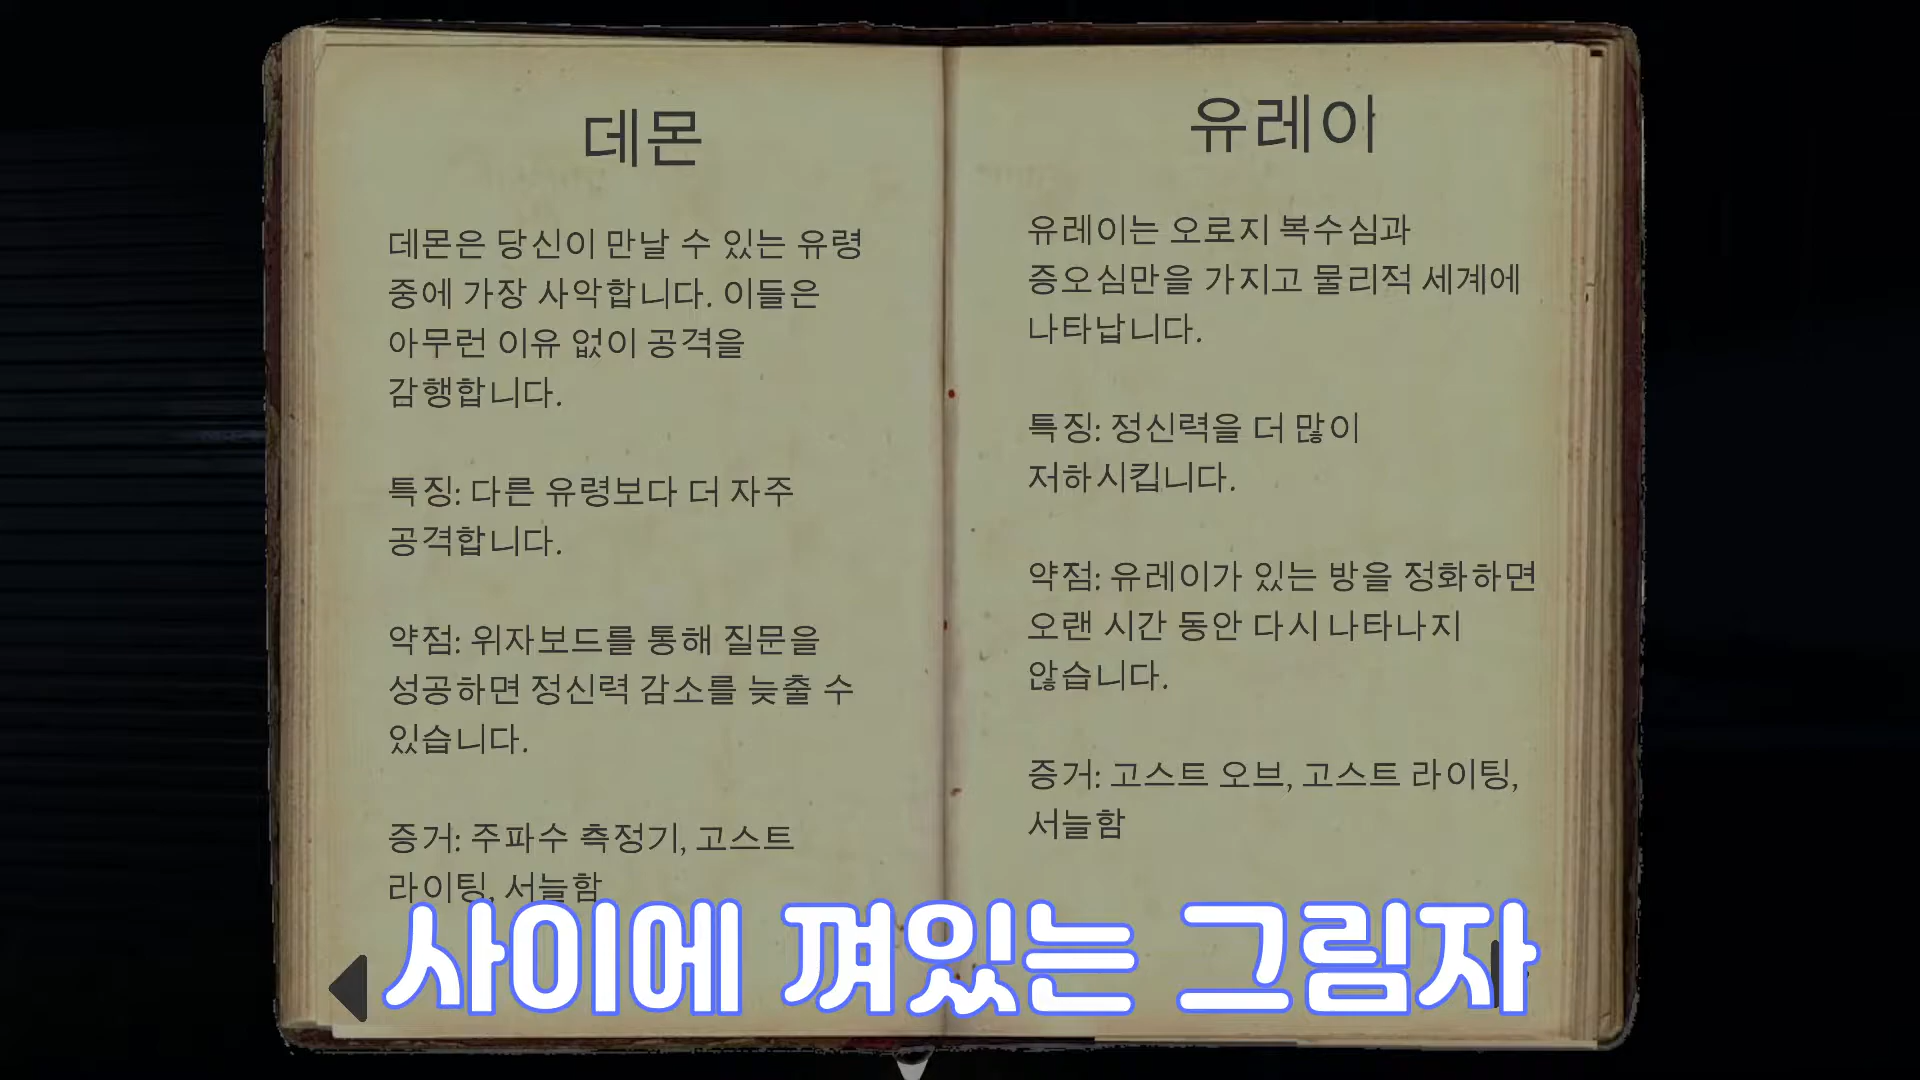 데몬
데몬은 당신이 만날 수 있는 유령
중에 가장 사악합니다. 이들은
아무런 이유 없이 공격을
감행합니다.
특징: 다른 유령보다 더 자주
공격합니다.
약점: 위자보드를 통해 질문을
성공하면 정신력 감소를 늦출 수
있습니다.
증거: 주파수 측정기, 고스트
라이팅, 서늘함
유레이
유레이는 오로지 복수심과
증오심만을 가지고 물리적 세계에
나타납니다.
특징: 정신력을 더 많이
저하시킵니다.
약점: 유레이가 있는 방을 정화하면
오랜 시간 동안 다시 나타나지
않습니다.
증거: 고스트 오브, 고스트 라이팅,
서늘함
사이에 껴있는 그림자